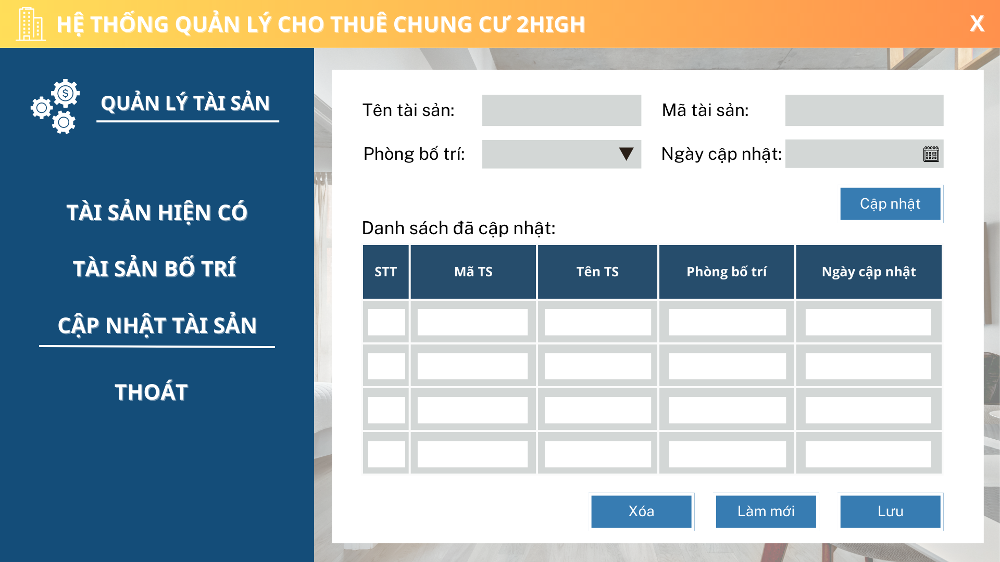 HỆ THỐNG QUẢN LÝ CHO THUÊ CHUNG CƯ 2HIGH
X
$
QUẢN LÝ TÀI SẢN
TÀI SẢN HIỆN CÓ
TÀI SẢN BỐ TRÍ
CẬP NHẬT TÀI SẢN
THOÁT
Tên tài sản:
Mã tài sản:
Phòng bố trí:
Ngày cập nhật:
Cập nhật
Danh sách đã cập nhật:
STT Mã TS Tên TS Phòng bố trí Ngày cập nhật
Xóa Làm mới Lưu